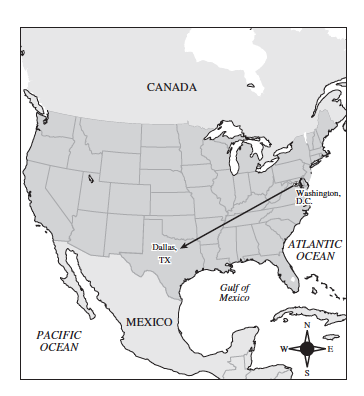 CANADA
Washington,
D.C.
Dallas,
TX
ATLANTIC
OCEAN
Gulf of
Mexico
MEXICO
PACIFIC
OCEAN
N
W
E
S